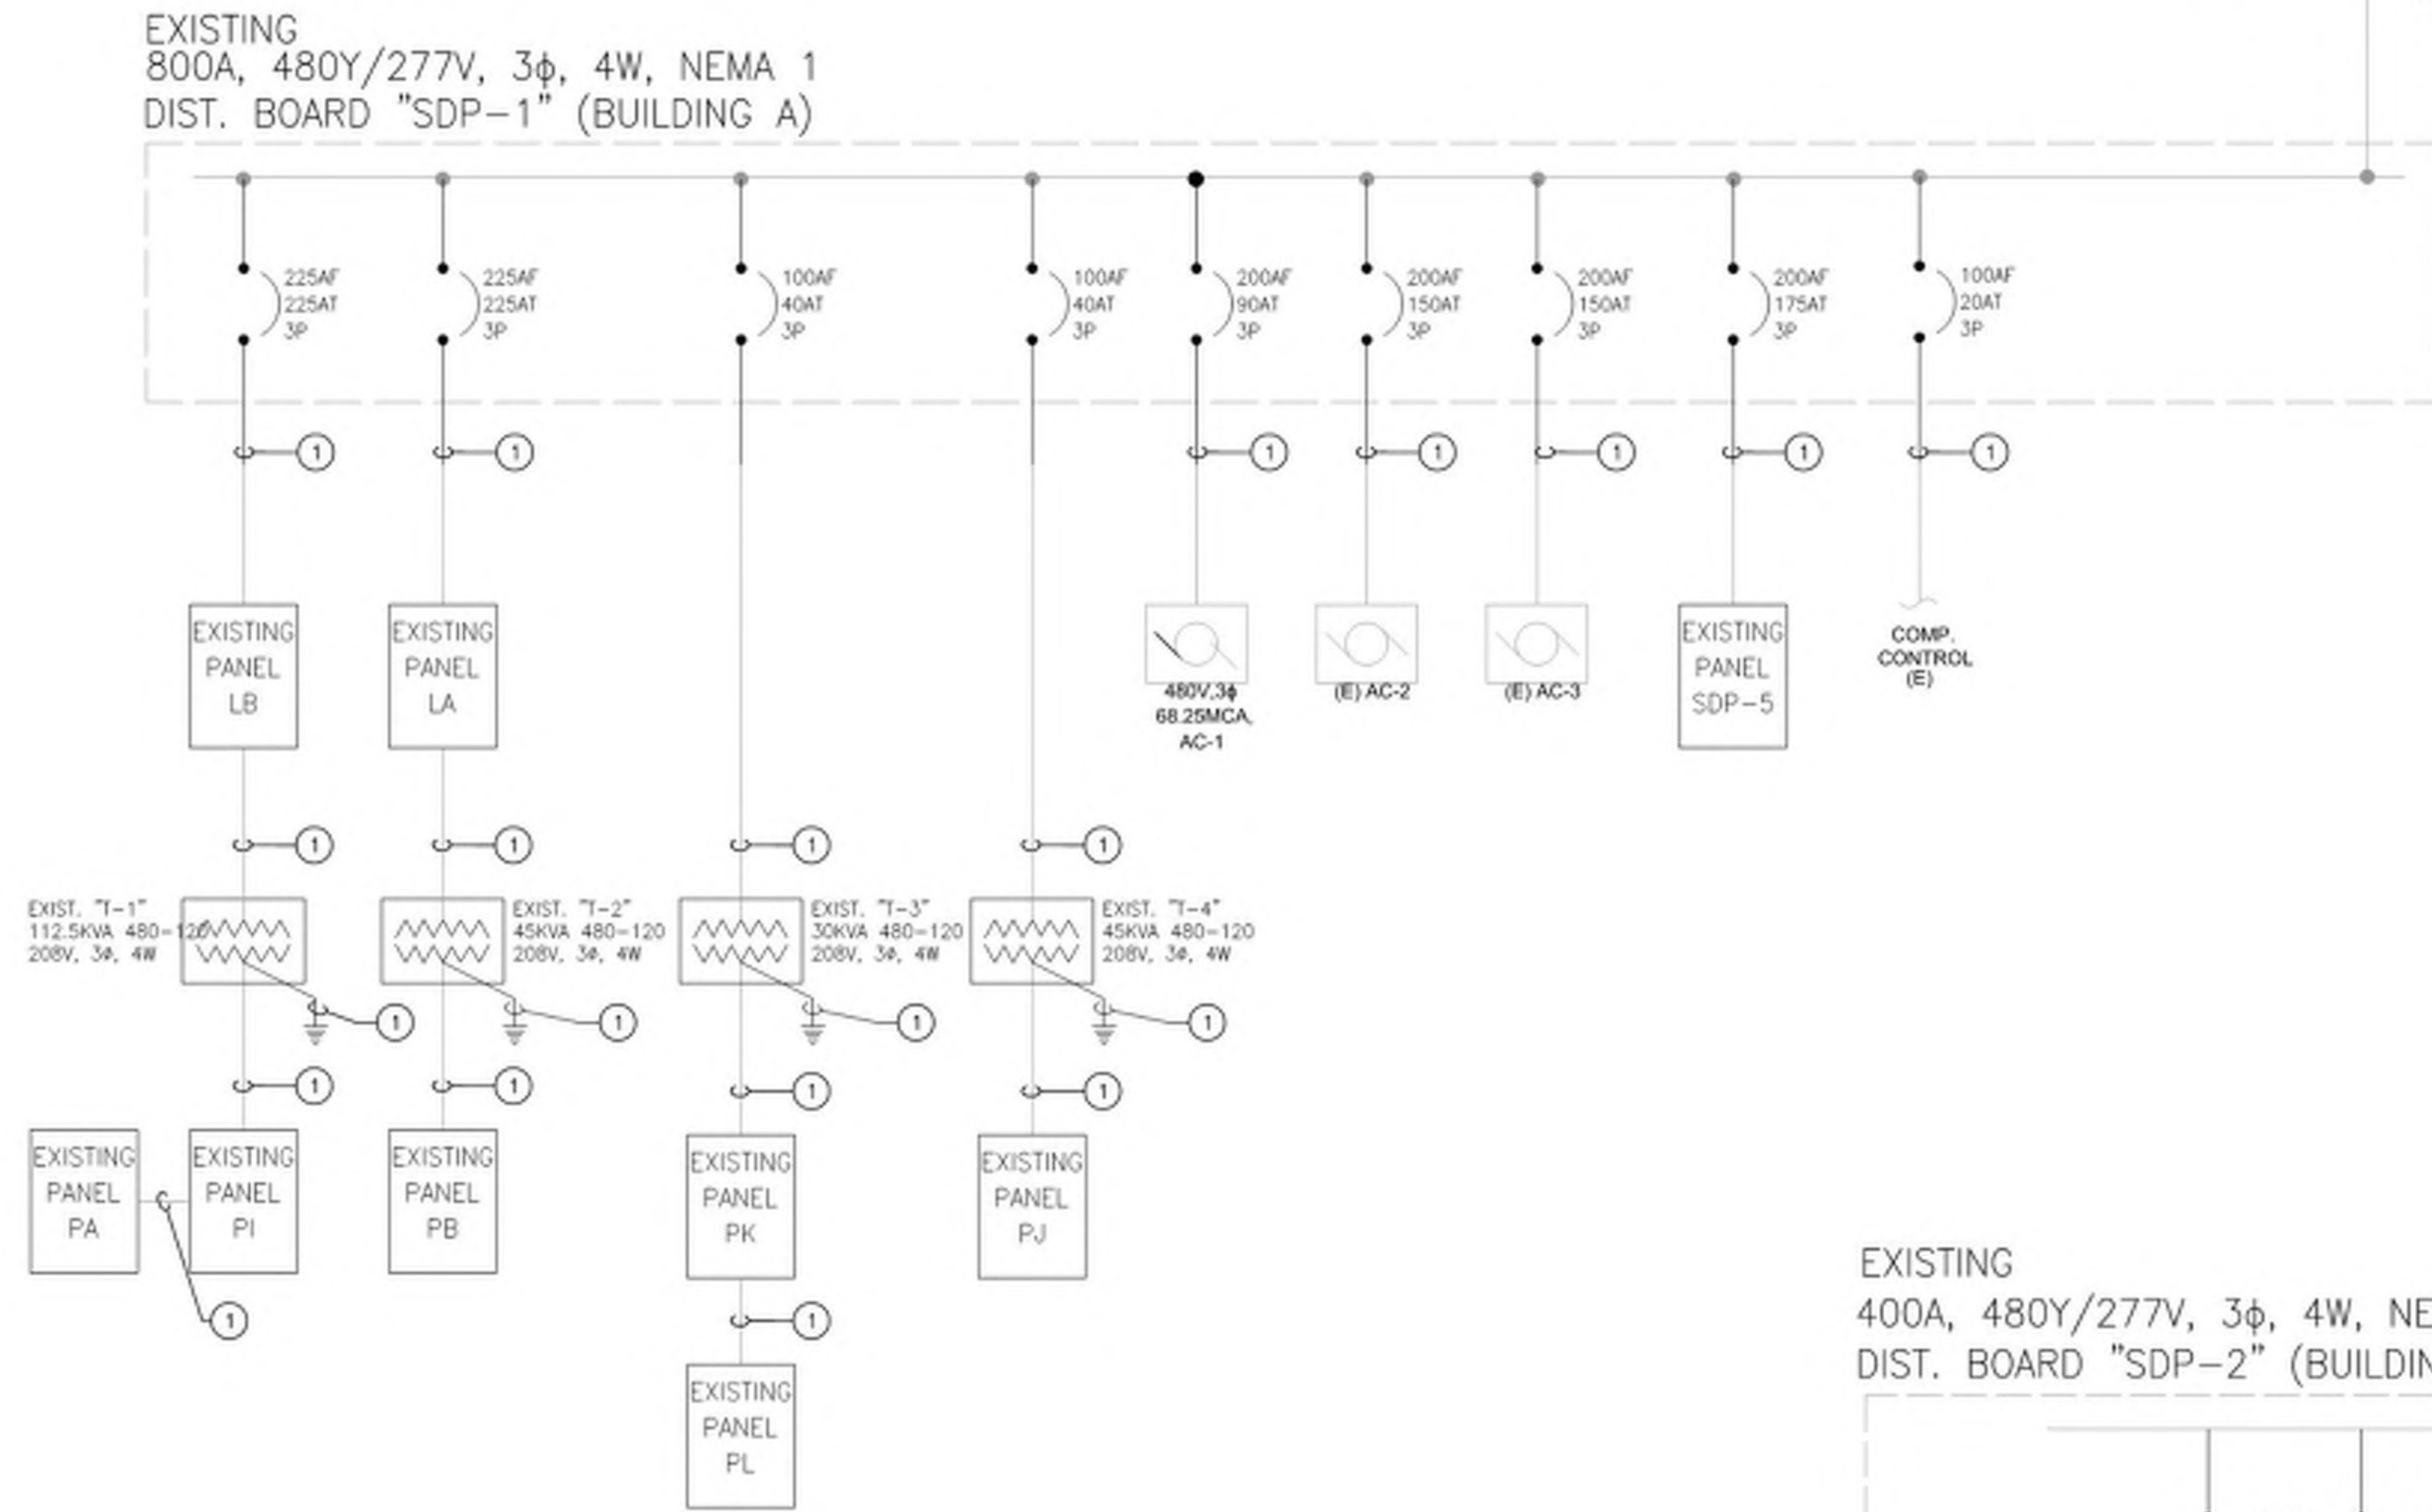 EXISTING
800A, 480Y/277V, 3ϕ, 4W, NEMA 1
DIST. BOARD "SDP-1" (BUILDING A)
225AF
225AT
3P
225AF
225AT
3P
100AF
40AT
3P
100AF
40AT
3P
200AF
90AT
3P
200AF
150AT
3P
200AF
150AT
3P
200AF
175AT
3P
100AF
20AT
3P
1
1
1
1
1
1
1
EXISTING
PANEL
LB
EXISTING
PANEL
LA
480V,3ϕ
68.25MCA,
AC-1
(E) AC-2
(E) AC-3
EXISTING
PANEL
SDP-5
COMP.
CONTROL
(E)
1
1
1
1
EXIST. "T-1"
112.5KVA 480-120
208V, 3ϕ, 4W
EXIST. "T-2"
45KVA 480-120
208V, 3ϕ, 4W
EXIST. "T-3"
30KVA 480-120
208V, 3ϕ, 4W
EXIST. "T-4"
45KVA 480-120
208V, 3ϕ, 4W
1
1
1
1
1
1
1
1
EXISTING
PANEL
PA
EXISTING
PANEL
PI
EXISTING
PANEL
PB
EXISTING
PANEL
PK
EXISTING
PANEL
PJ
1
1
EXISTING
PANEL
PL
EXISTING
400A, 480Y/277V, 3ϕ, 4W, NE
DIST. BOARD "SDP-2" (BUILDIN